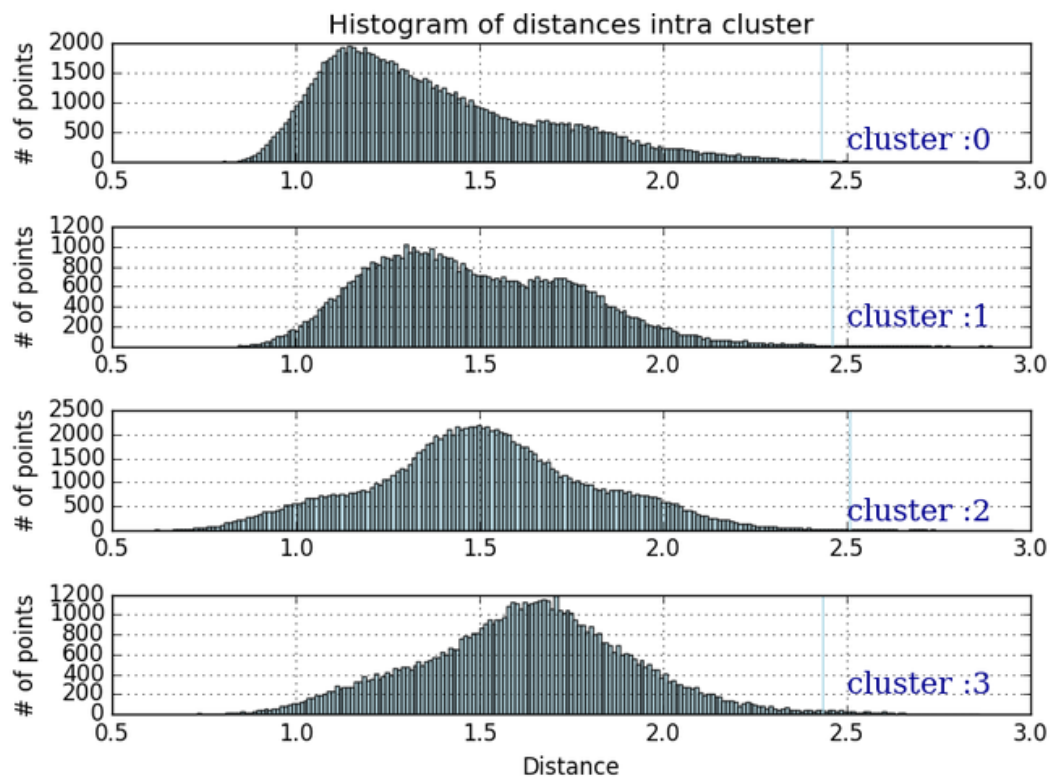 Histogram of distances intra cluster
# of points
2000
1500
1000
500
0
cluster :0
0.5 1.0 1.5 2.0 2.5 3.0
# of points
1200
1000
800
600
400
200
0
cluster :1
0.5 1.0 1.5 2.0 2.5 3.0
# of points
2500
2000
1500
1000
500
0
cluster :2
0.5 1.0 1.5 2.0 2.5 3.0
# of points
1200
1000
800
600
400
200
0
cluster :3
0.5 1.0 1.5 2.0 2.5 3.0
Distance